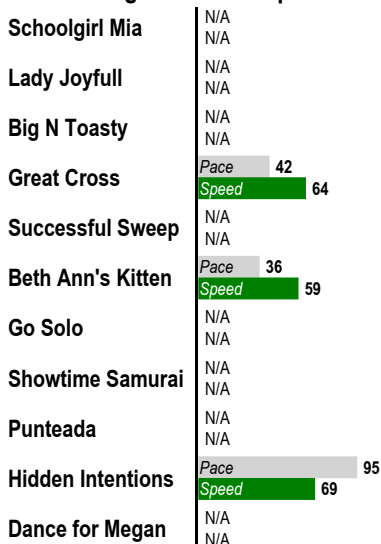 Schoolgirl Mia
N/A
N/A
Lady Joyfull
N/A
N/A
Big N Toasty
N/A
N/A
Great Cross
Pace 42
Speed 64
Successful Sweep
N/A
N/A
Beth Ann's Kitten
Pace 36
Speed 59
Go Solo
N/A
N/A
Showtime Samurai
N/A
N/A
Punteada
N/A
N/A
Hidden Intentions
Pace 95
Speed 69
Dance for Megan
N/A
N/A